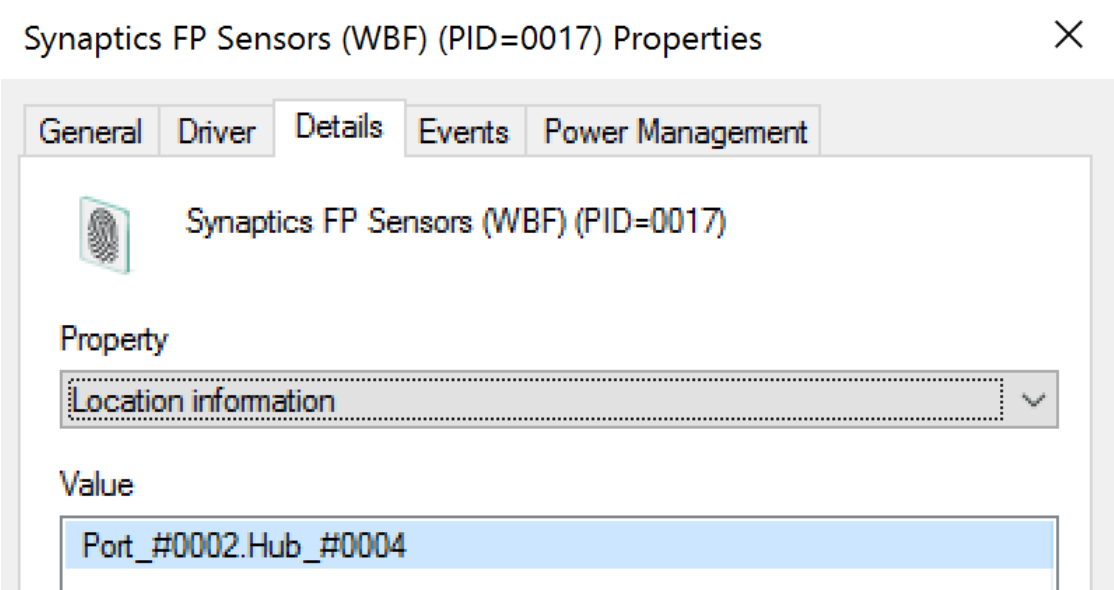 Synaptics FP Sensors (WBF) (PID=0017) Properties
General Driver Details Events Power Management
Synaptics FP Sensors (WBF) (PID=0017)
Property
Location information
Value
Port_#0002.Hub_#0004